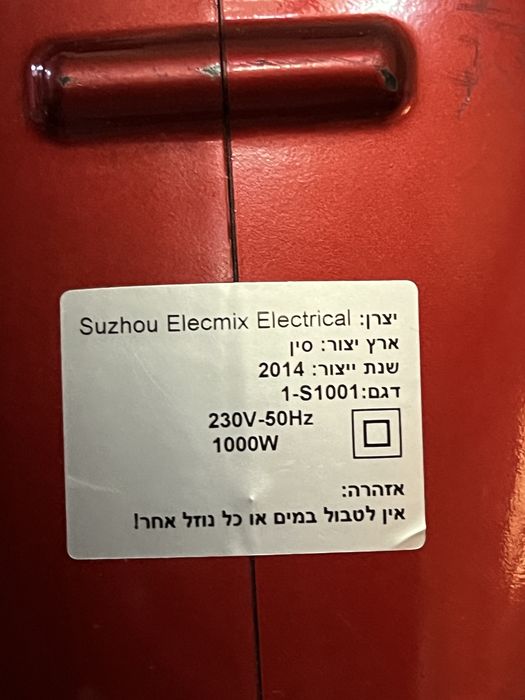 יצרן: Suzhou Elecmix Electrical
ארץ יצור: סין
שנת ייצור: 2014
דגם:1-S1001
230V-50Hz
1000W
אזהרה:
אין לטבול במים או כל נוזל אחר!